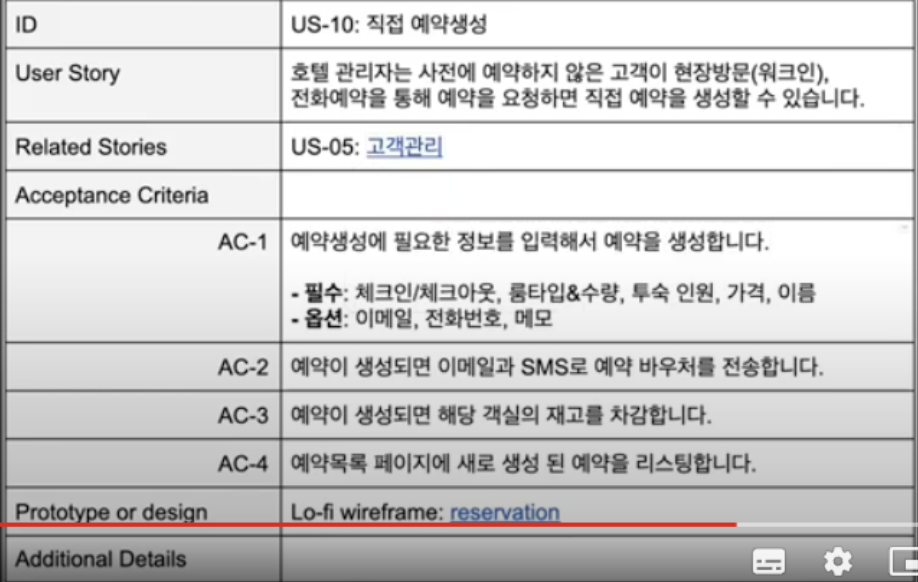 ID
US-10: 직접 예약생성
User Story
호텔 관리자는 사전에 예약하지 않은 고객이 현장방문(워크인),
전화예약을 통해 예약을 요청하면 직접 예약을 생성할 수 있습니다.
Related Stories
US-05: 고객관리
Acceptance Criteria
AC-1
예약생성에 필요한 정보를 입력해서 예약을 생성합니다.
- 필수: 체크인/체크아웃, 룸타입&수량, 투숙 인원, 가격, 이름
- 옵션: 이메일, 전화번호, 메모
AC-2
예약이 생성되면 이메일과 SMS로 예약 바우처를 전송합니다.
AC-3
예약이 생성되면 해당 객실의 재고를 차감합니다.
AC-4
예약목록 페이지에 새로 생성 된 예약을 리스팅합니다.
Prototype or design
Lo-fi wireframe: reservation
Additional Details